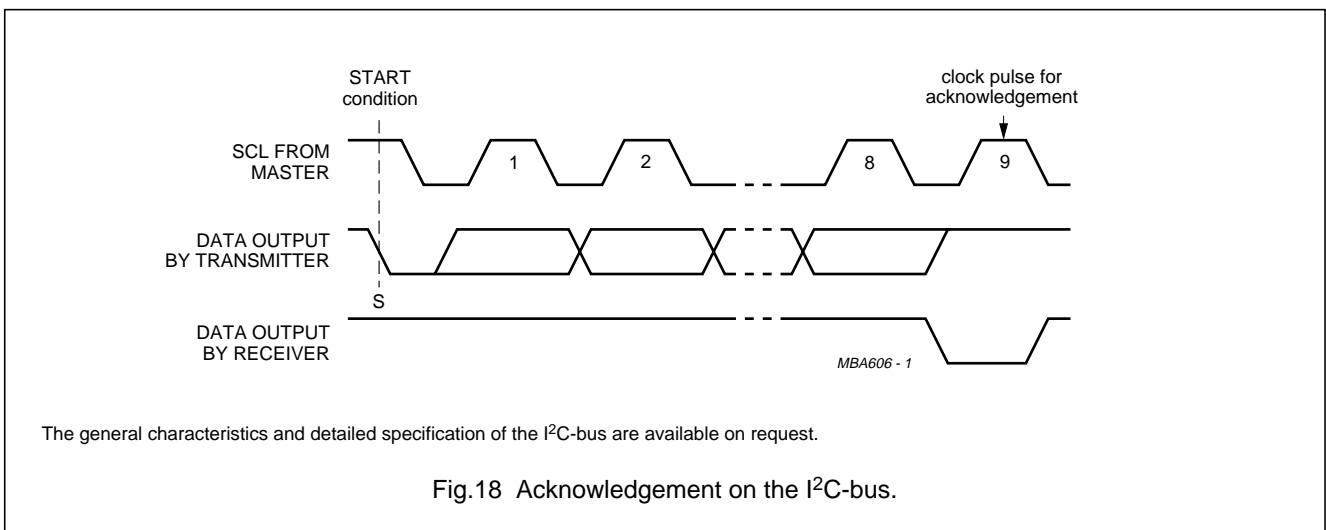 START
condition
clock pulse for
acknowledgement
SCL FROM
MASTER
1
2
8
9
DATA OUTPUT
BY TRANSMITTER
S
DATA OUTPUT
BY RECEIVER
MBA606 - 1
The general characteristics and detailed specification of the I²C-bus are available on request.
Fig.18 Acknowledgement on the I²C-bus.